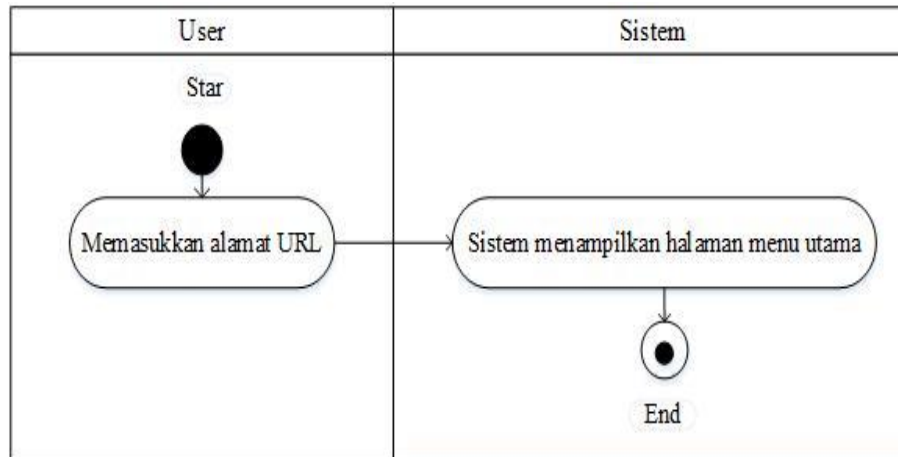 User
Sistem
Star
Memasukkan alamat URL
Sistem menampilkan halaman menu utama
End